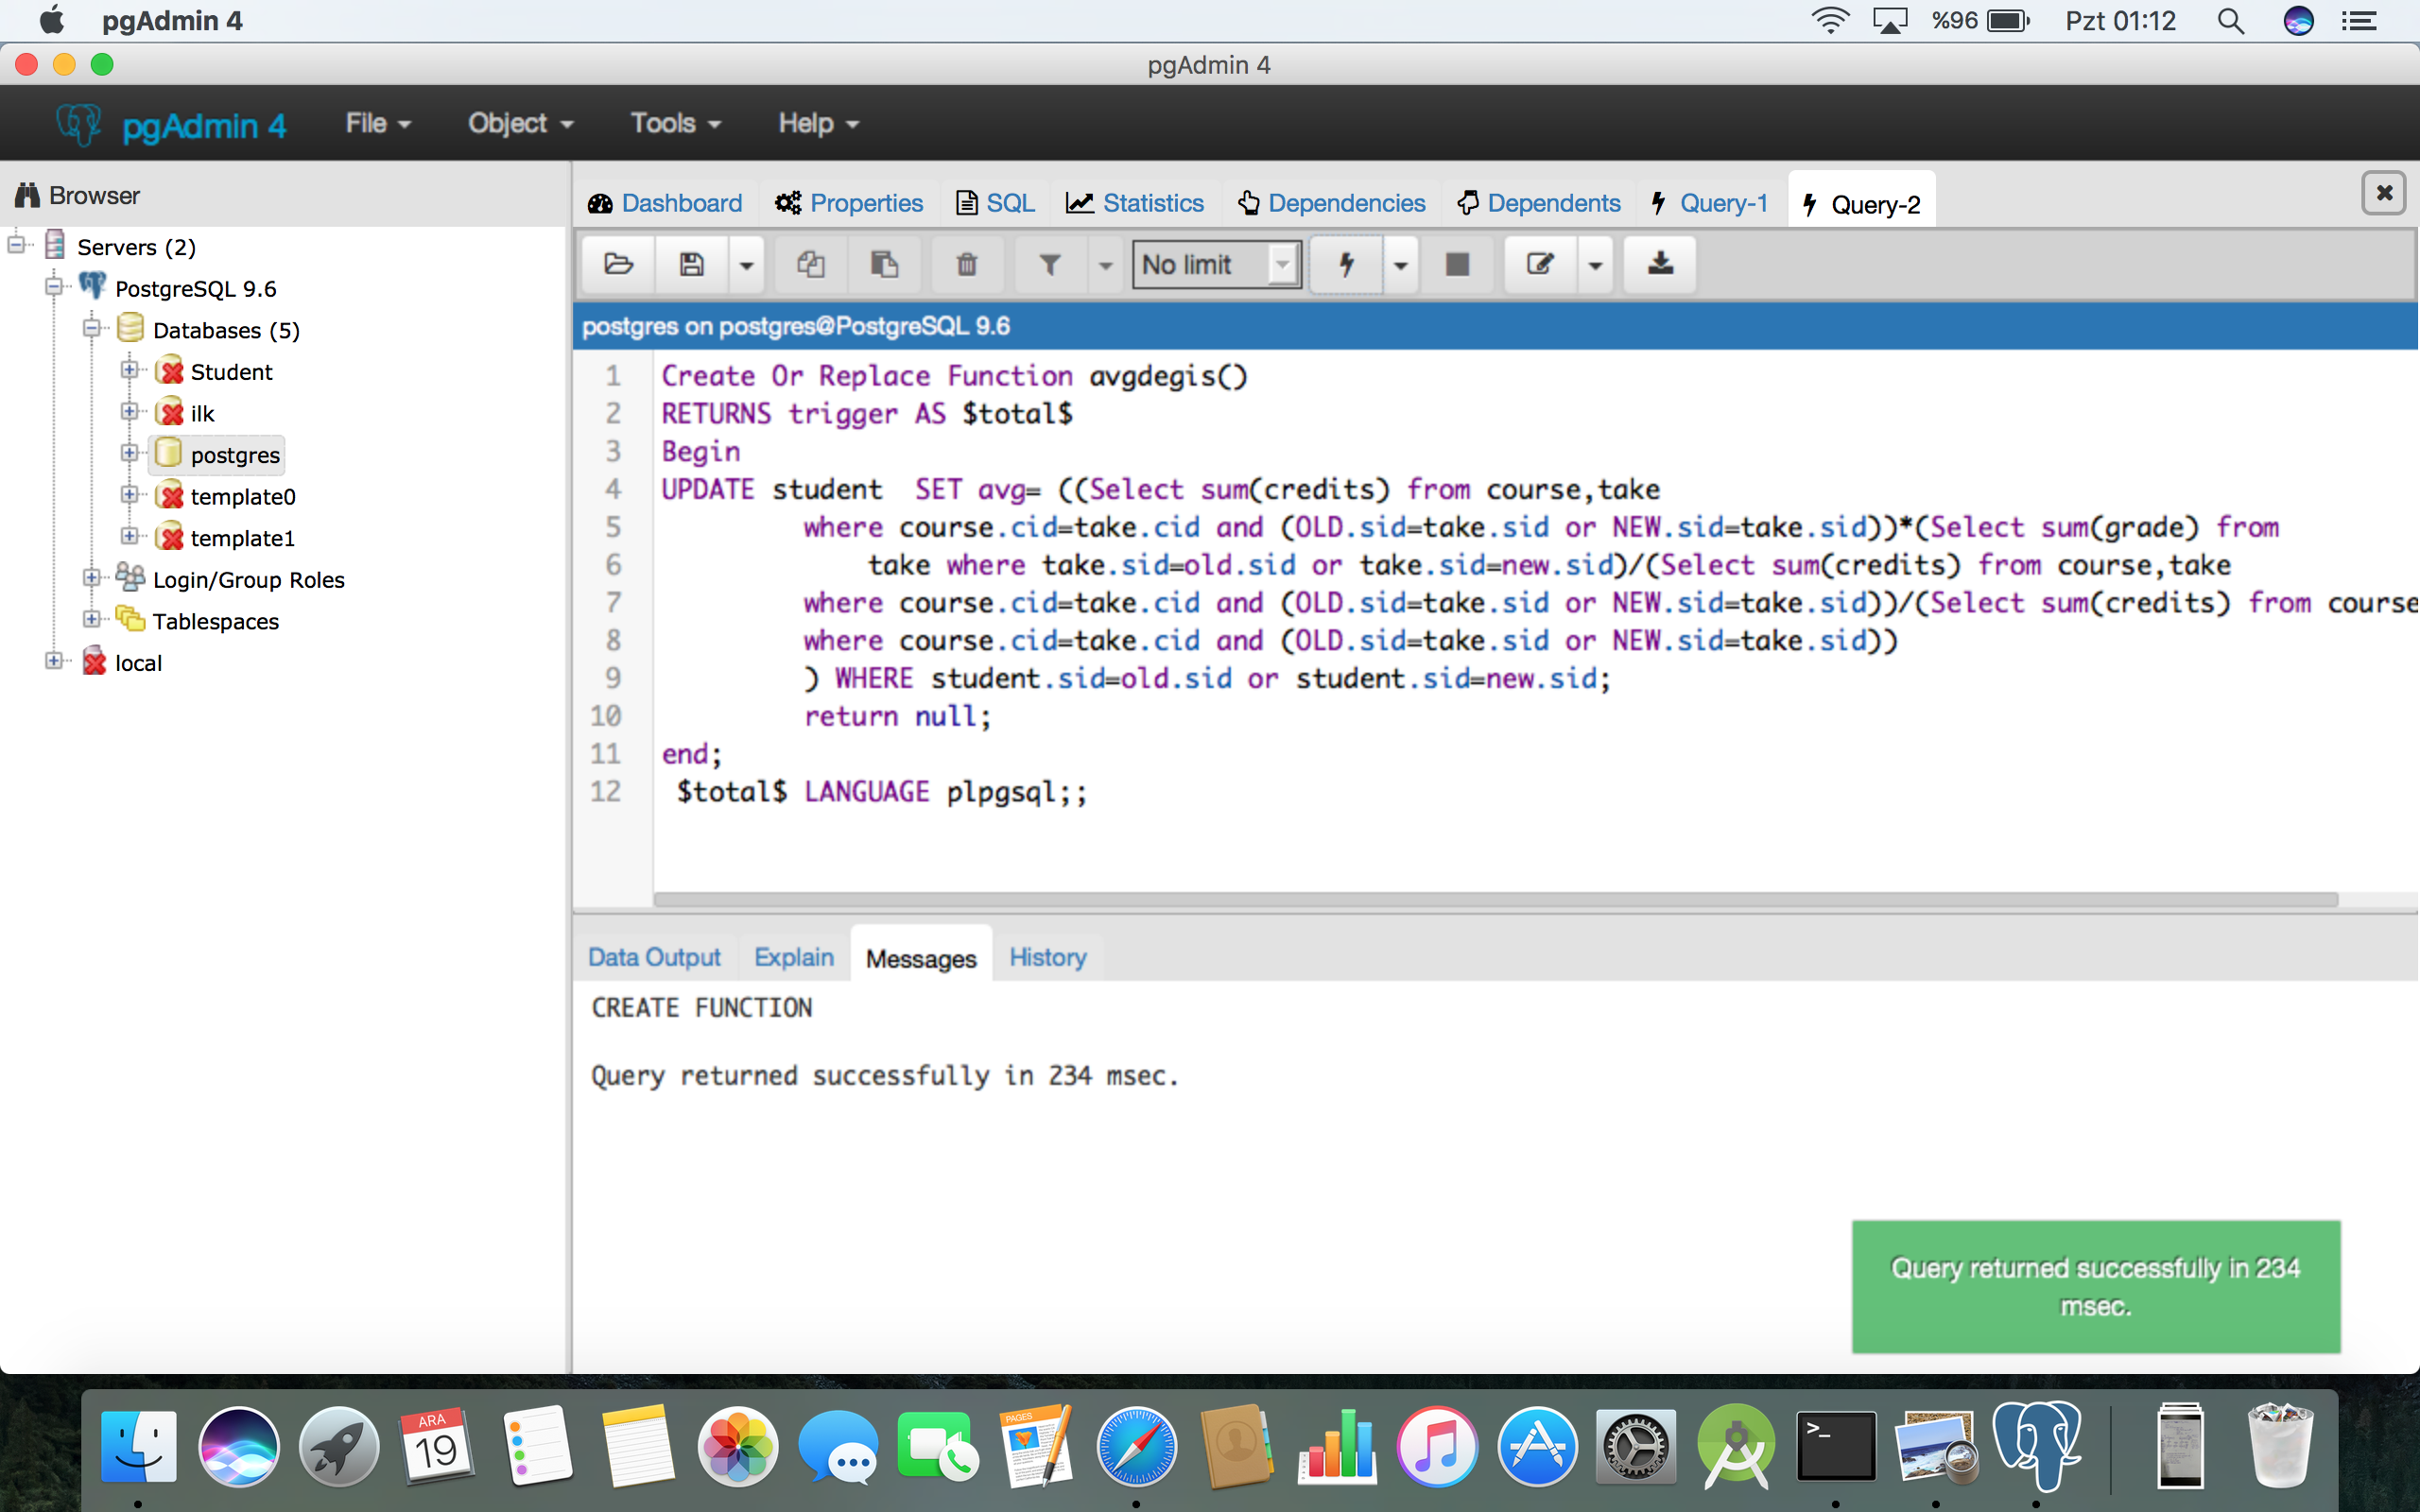 pgAdmin 4
%96
Pzt 01:12
pgAdmin 4
pgAdmin 4
File
Object
Tools
Help
Browser
Dashboard
Properties
SQL
Statistics
Dependencies
Dependents
Query-1
Query-2
Servers (2)
PostgreSQL 9.6
Databases (5)
Student
ilk
postgres
template0
template1
Login/Group Roles
Tablespaces
local
No limit
postgres on postgres@PostgreSQL 9.6
1 Create Or Replace Function avgdegis()
2 RETURNS trigger AS $total$
3 Begin
4 UPDATE student  SET avg= ((Select sum(credits) from course,take
5 where course.cid=take.cid and (OLD.sid=take.sid or NEW.sid=take.sid))*(Select sum(grade) from
6 take where take.sid=old.sid or take.sid=new.sid)/(Select sum(credits) from course,take
7 where course.cid=take.cid and (OLD.sid=take.sid or NEW.sid=take.sid))/(Select sum(credits) from course
8 where course.cid=take.cid and (OLD.sid=take.sid or NEW.sid=take.sid))
9 ) WHERE student.sid=old.sid or student.sid=new.sid;
10 return null;
11 end;
12 $total$ LANGUAGE plpgsql;;
Data Output
Explain
Messages
History
CREATE FUNCTION
Query returned successfully in 234 msec.
Query returned successfully in 234
msec.
ARA
19
PAGES
>_